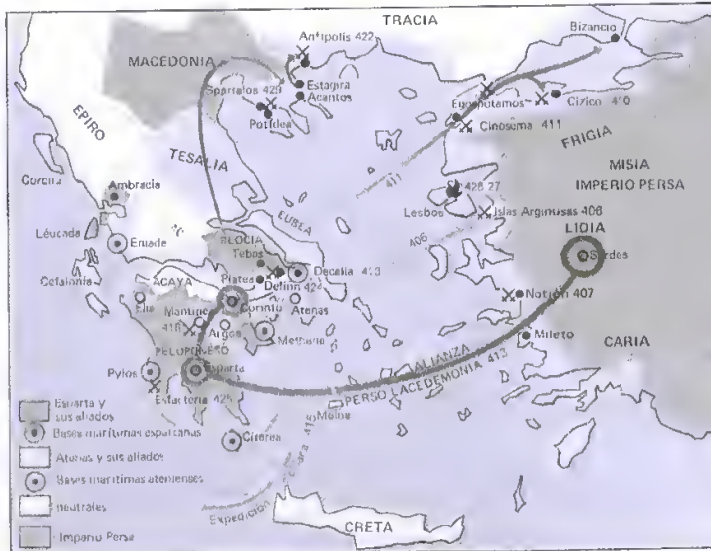 TRACIA
Bizancio
Antipolis 422
MACEDONIA
Estagira
Acantos
Spartalos 429
Potidea
Egospotamos
Cízico 410
Cinosema 411
EPIRO
TESALIA
FRIGIA
MISIA
IMPERIO PERSA
411
Corcira
Ambracia
428 27
Lesbos
Islas Arginusas 406
406
EUBEA
LIDIA
Sardes
Léucada
Eniade
BEOCIA
Tebas
Decelia 413
Platea
Delion 424
Cefalonia
ACAYA
Corinto
Atenas
Notion 407
Elis
Mantinea
418
Argos
Methana
Mileto
CARIA
PELOPONESO
Esparta
ALIANZA
PERSO LACEDEMONIA 413
Pylos
Esfacteria 425
Melos
Citerea
Expedición
CRETA
Esparta y
sus aliados
Bases marítimas espartanas
Atenas y sus aliados
Bases marítimas atenienses
neutrales
Imperio Persa